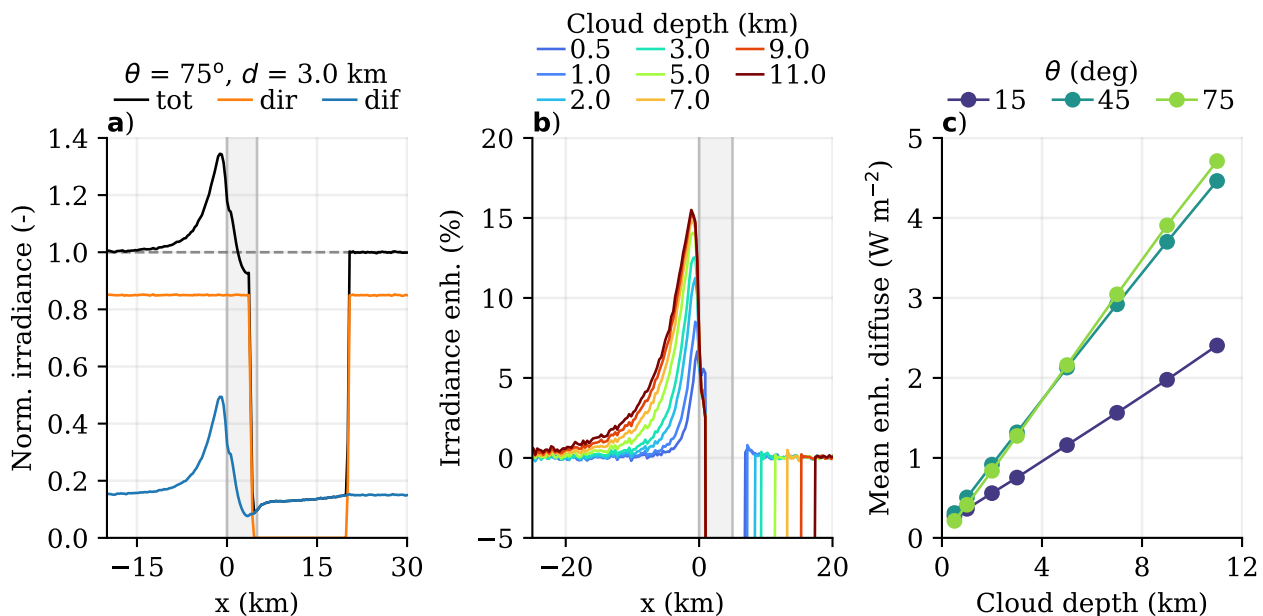 θ = 75°, d = 3.0 km
tot dir dif
a)
1.4
1.2
1.0
0.8
0.6
0.4
0.2
0.0
Norm. irradiance (-)
−15 0 15 30
x (km)
Cloud depth (km)
0.5 3.0 9.0
1.0 5.0 11.0
2.0 7.0
b)
20
15
10
5
0
−5
Irradiance enh. (%)
−20 0 20
x (km)
θ (deg)
15 45 75
c)
5
4
3
2
1
0
Mean enh. diffuse (W m⁻²)
0 4 8 12
Cloud depth (km)